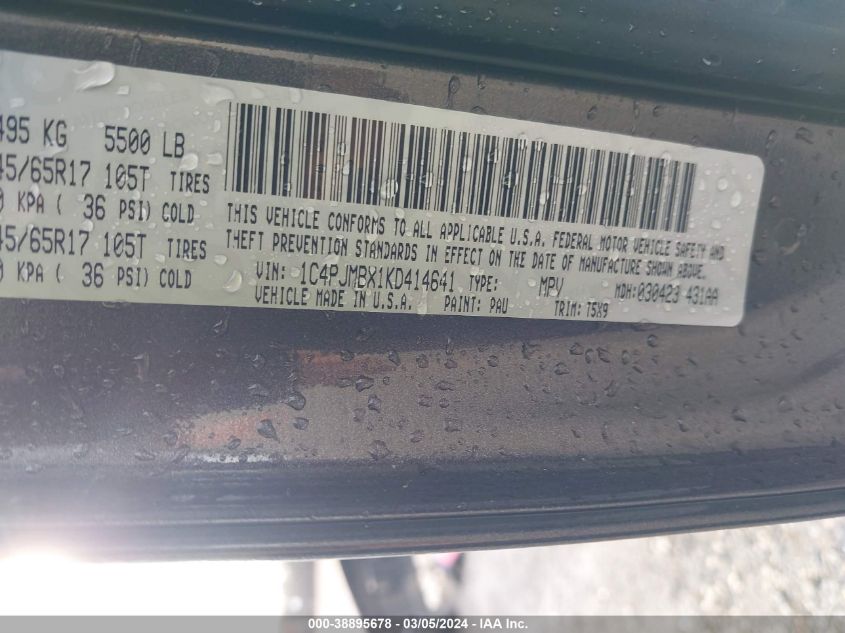 495 KG 5500 LB
45/65R17 105T TIRES
0 KPA ( 36 PSI) COLD
45/65R17 105T TIRES
0 KPA ( 36 PSI) COLD
THIS VEHICLE CONFORMS TO ALL APPLICABLE U.S.A. FEDERAL MOTOR VEHICLE SAFETY AND
THEFT PREVENTION STANDARDS IN EFFECT ON THE DATE OF MANUFACTURE SHOWN ABOVE.
VIN: 1C4PJMBX1KD414641 TYPE: MPV MDH:030423 431AA
VEHICLE MADE IN U.S.A. PAINT: PAU TRIM: T5X9
000-38895678 - 03/05/2024 - IAA Inc.